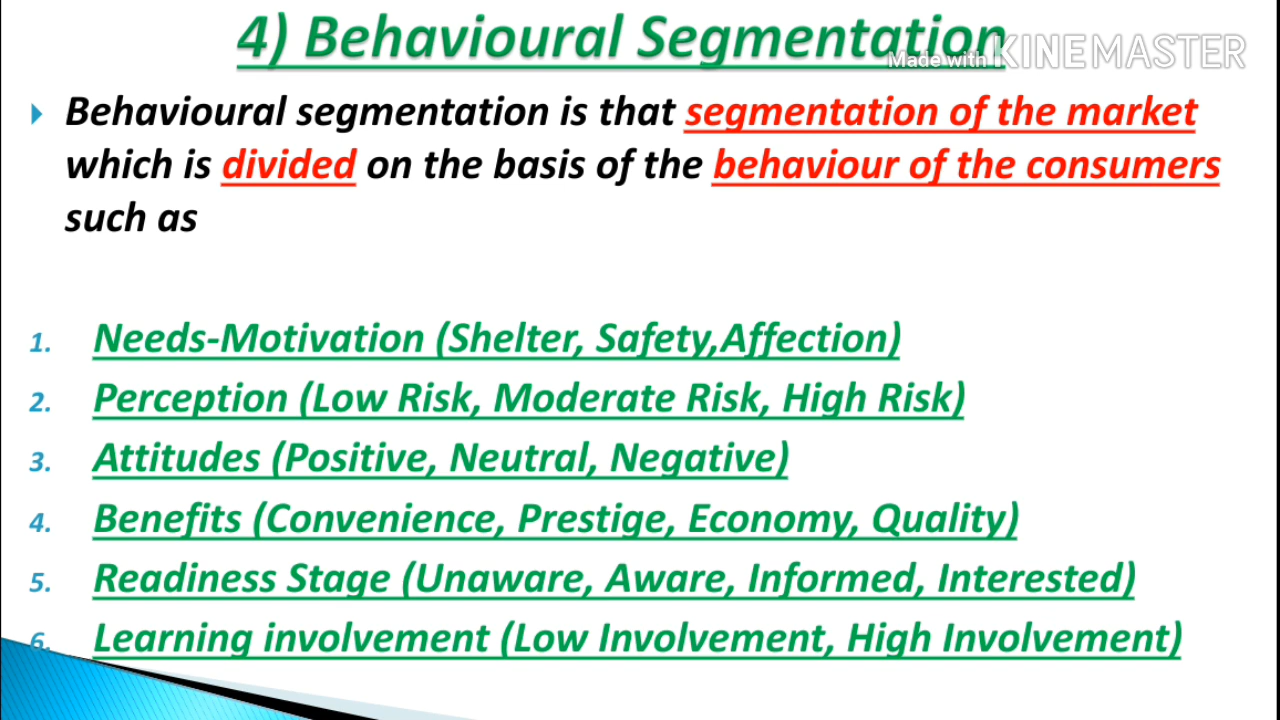 4) Behavioural Segmentation
Made with KINEMASTER
Behavioural segmentation is that segmentation of the market
which is divided on the basis of the behaviour of the consumers
such as
1. Needs-Motivation (Shelter, Safety,Affection)
2. Perception (Low Risk, Moderate Risk, High Risk)
3. Attitudes (Positive, Neutral, Negative)
4. Benefits (Convenience, Prestige, Economy, Quality)
5. Readiness Stage (Unaware, Aware, Informed, Interested)
6. Learning involvement (Low Involvement, High Involvement)